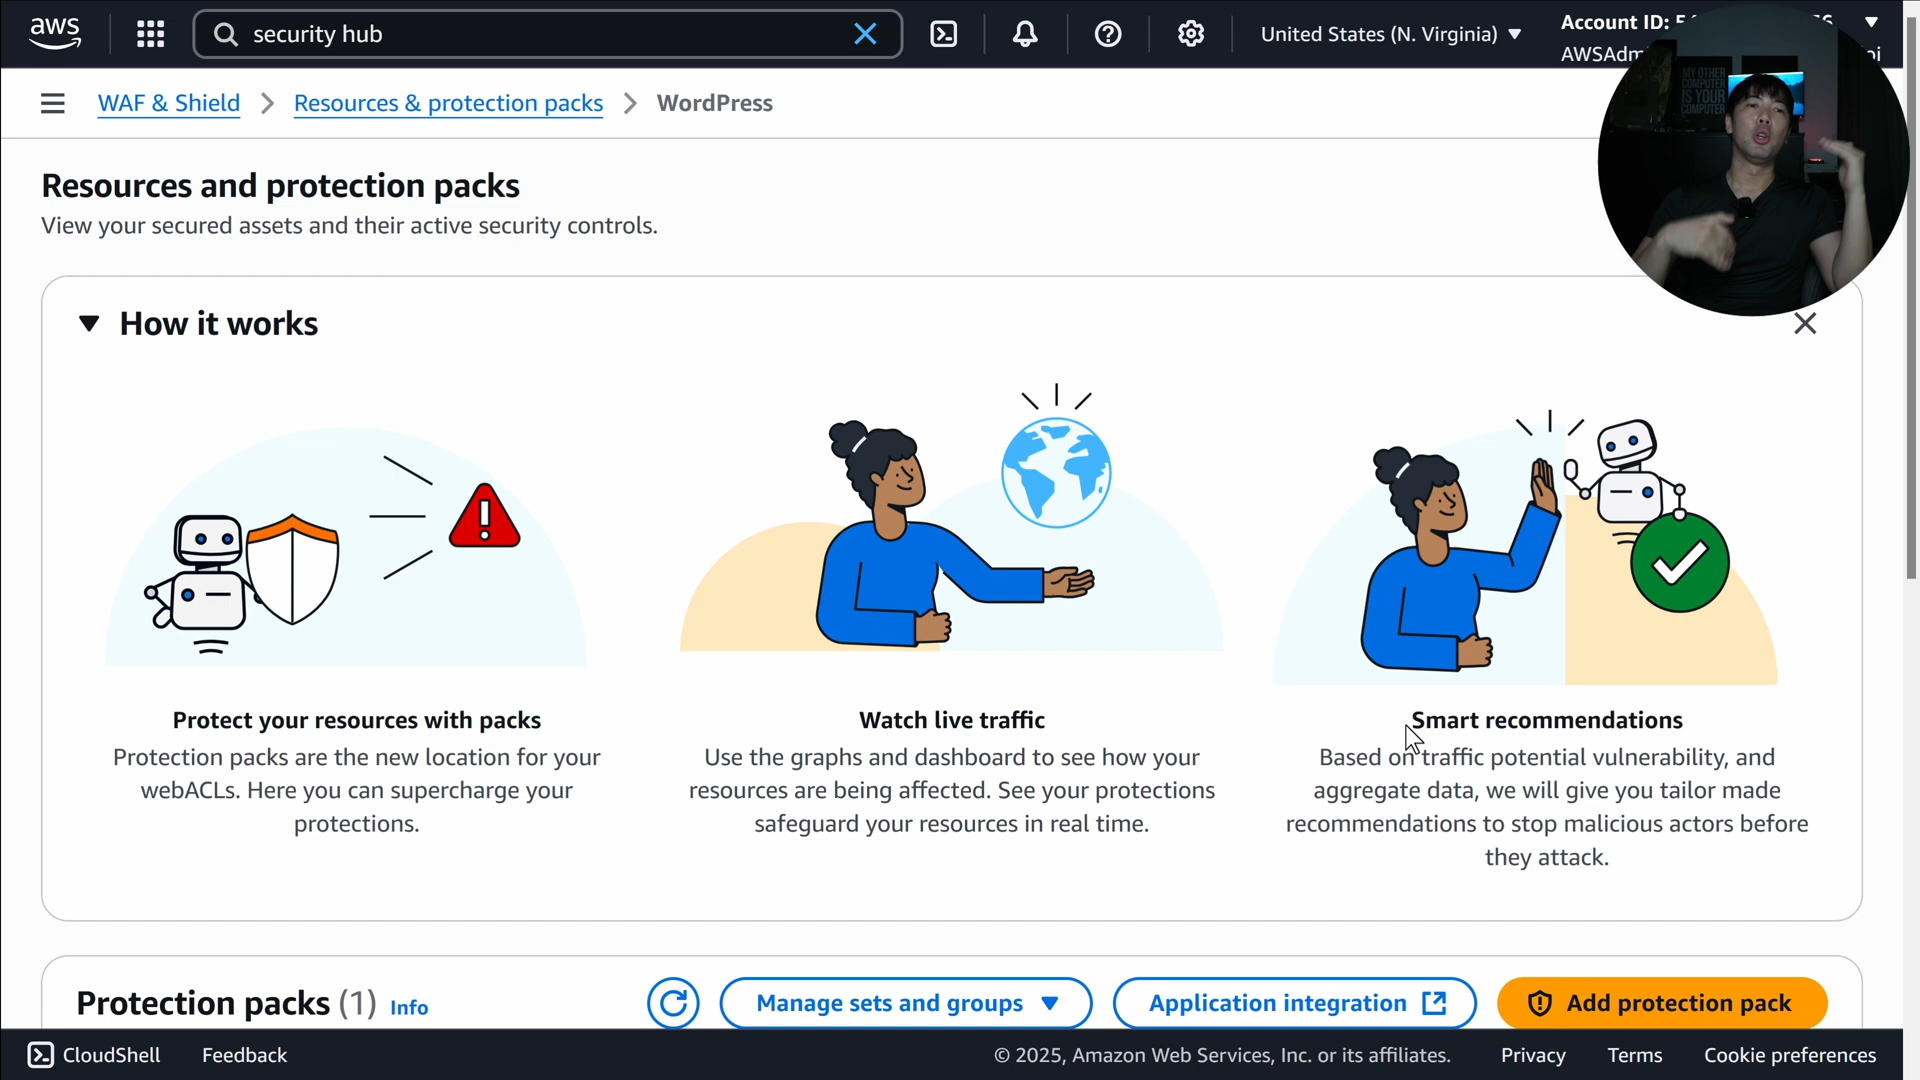 aws
security hub
United States (N. Virginia)
Account ID:
WAF & Shield
Resources & protection packs
WordPress
MY OTHER
COMPUTER
IS YOUR
COMPUTER
Resources and protection packs
View your secured assets and their active security controls.
How it works
Protect your resources with packs
Protection packs are the new location for your
webACLs. Here you can supercharge your
protections.
Watch live traffic
Use the graphs and dashboard to see how your
resources are being affected. See your protections
safeguard your resources in real time.
Smart recommendations
Based on traffic potential vulnerability, and
aggregate data, we will give you tailor made
recommendations to stop malicious actors before
they attack.
Protection packs (1) Info
Manage sets and groups
Application integration
Add protection pack
CloudShell
Feedback
© 2025, Amazon Web Services, Inc. or its affiliates.
Privacy
Terms
Cookie preferences